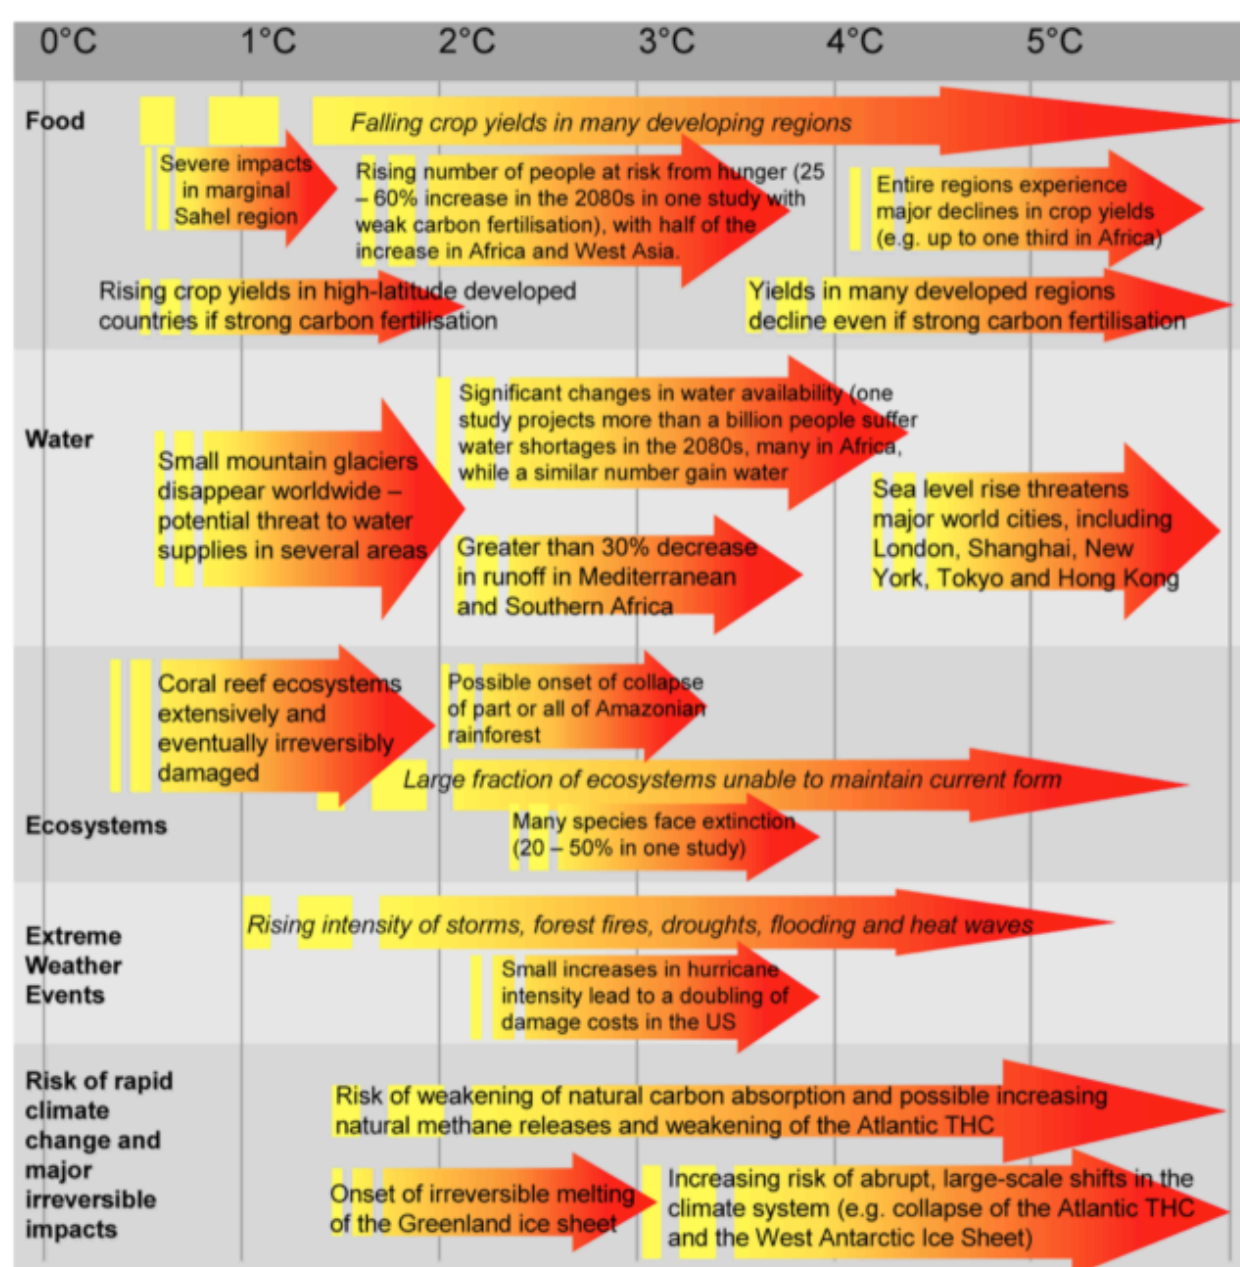 0°C 1°C 2°C 3°C 4°C 5°C
Food
Falling crop yields in many developing regions
Severe impacts
in marginal
Sahel region
Rising number of people at risk from hunger (25
– 60% increase in the 2080s in one study with
weak carbon fertilisation), with half of the
increase in Africa and West Asia.
Entire regions experience
major declines in crop yields
(e.g. up to one third in Africa)
Rising crop yields in high-latitude developed
countries if strong carbon fertilisation
Yields in many developed regions
decline even if strong carbon fertilisation
Water
Small mountain glaciers
disappear worldwide –
potential threat to water
supplies in several areas
Significant changes in water availability (one
study projects more than a billion people suffer
water shortages in the 2080s, many in Africa,
while a similar number gain water
Greater than 30% decrease
in runoff in Mediterranean
and Southern Africa
Sea level rise threatens
major world cities, including
London, Shanghai, New
York, Tokyo and Hong Kong
Ecosystems
Coral reef ecosystems
extensively and
eventually irreversibly
damaged
Possible onset of collapse
of part or all of Amazonian
rainforest
Large fraction of ecosystems unable to maintain current form
Many species face extinction
(20 – 50% in one study)
Extreme
Weather
Events
Rising intensity of storms, forest fires, droughts, flooding and heat waves
Small increases in hurricane
intensity lead to a doubling of
damage costs in the US
Risk of rapid
climate
change and
major
irreversible
impacts
Risk of weakening of natural carbon absorption and possible increasing
natural methane releases and weakening of the Atlantic THC
Onset of irreversible melting
of the Greenland ice sheet
Increasing risk of abrupt, large-scale shifts in the
climate system (e.g. collapse of the Atlantic THC
and the West Antarctic Ice Sheet)